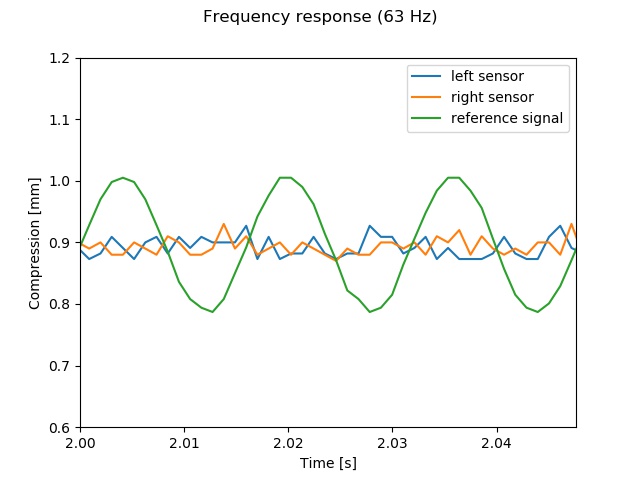 Frequency response (63 Hz)
1.2
1.1
1.0
0.9
0.8
0.7
0.6
Compression [mm]
left sensor
right sensor
reference signal
2.00 2.01 2.02 2.03 2.04
Time [s]